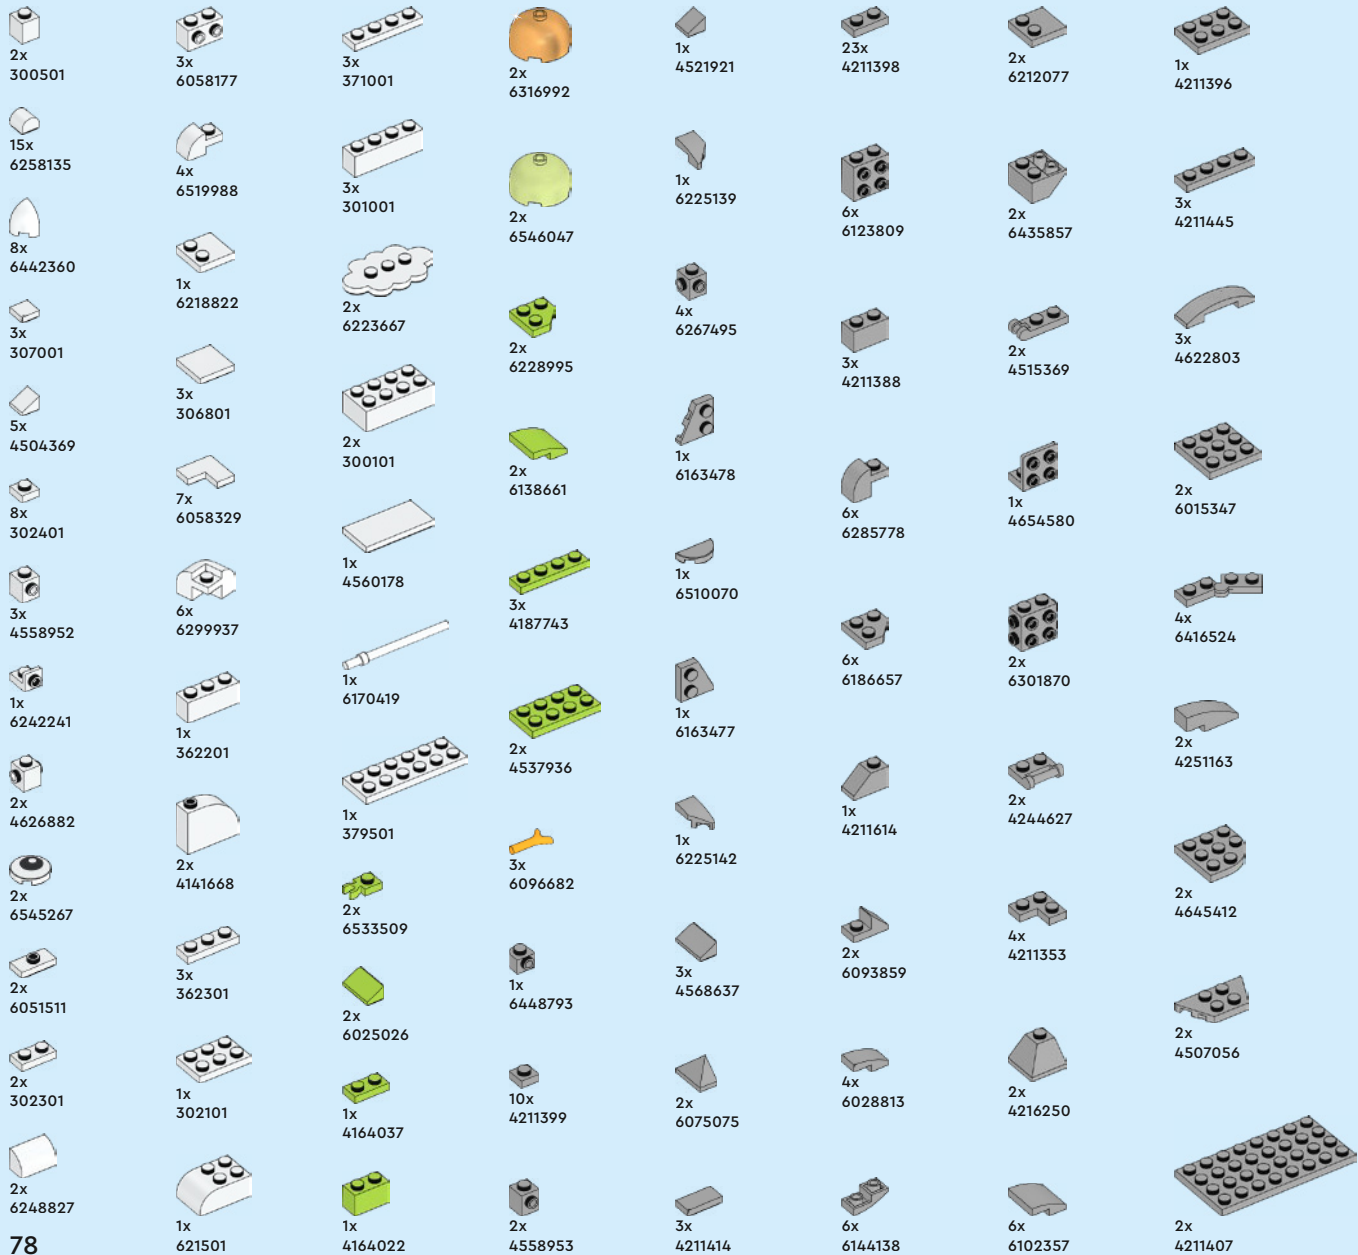 2x
300501
15x
6258135
8x
6442360
3x
307001
5x
4504369
8x
302401
3x
4558952
1x
6242241
2x
4626882
2x
6545267
2x
6051511
2x
302301
2x
6248827
78
3x
6058177
4x
6519988
1x
6218822
3x
306801
7x
6058329
6x
6299937
1x
362201
2x
4141668
3x
362301
1x
302101
1x
621501
3x
371001
3x
301001
2x
6223667
2x
300101
1x
4560178
1x
6170419
1x
379501
2x
6533509
2x
6025026
1x
4164037
1x
4164022
2x
6316992
2x
6546047
2x
6228995
2x
6138661
3x
4187743
2x
4537936
3x
6096682
1x
6448793
10x
4211399
2x
4558953
1x
4521921
1x
6225139
4x
6267495
1x
6163478
1x
6510070
1x
6163477
1x
6225142
3x
4568637
2x
6075075
3x
4211414
23x
4211398
6x
6123809
3x
4211388
6x
6285778
6x
6186657
1x
4211614
2x
6093859
4x
6028813
6x
6144138
2x
6212077
2x
6435857
2x
4515369
1x
4654580
2x
6301870
2x
4244627
4x
4211353
2x
4216250
6x
6102357
1x
4211396
3x
4211445
3x
4622803
2x
6015347
4x
6416524
2x
4251163
2x
4645412
2x
4507056
2x
4211407